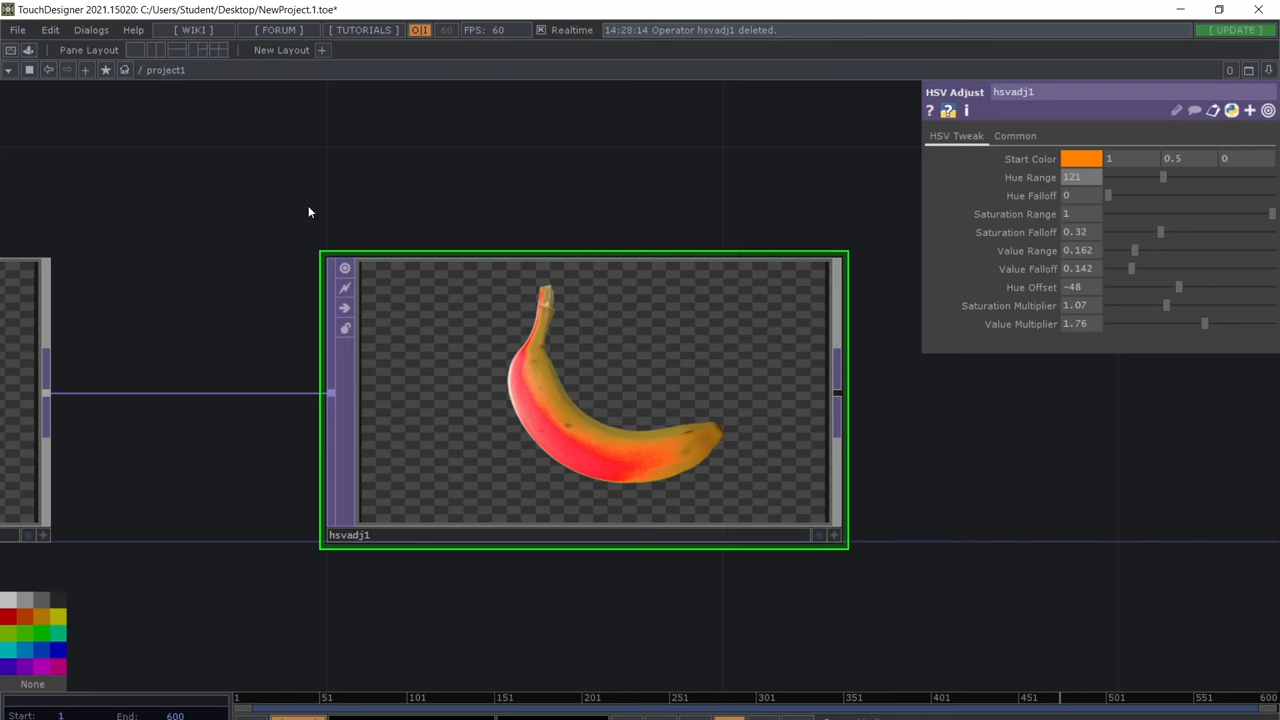 TouchDesigner 2021.15020: C:/Users/Student/Desktop/NewProject.1.toe*
File Edit Dialogs Help [ WIKI ] [ FORUM ] [ TUTORIALS ] O|I 60 FPS: 60 Realtime 14:28:14 Operator hsvadj1 deleted. [ UPDATE ]
Pane Layout New Layout +
/ project1 0
HSV Adjust hsvadj1
? ? i
HSV Tweak Common
Start Color 1 0.5 0
Hue Range 121
Hue Falloff 0
Saturation Range 1
Saturation Falloff 0.32
Value Range 0.162
Value Falloff 0.142
Hue Offset -48
Saturation Multiplier 1.07
Value Multiplier 1.76
hsvadj1
None
1 51 101 151 201 251 301 351 401 451 501 551 600
Start: 1 End: 600